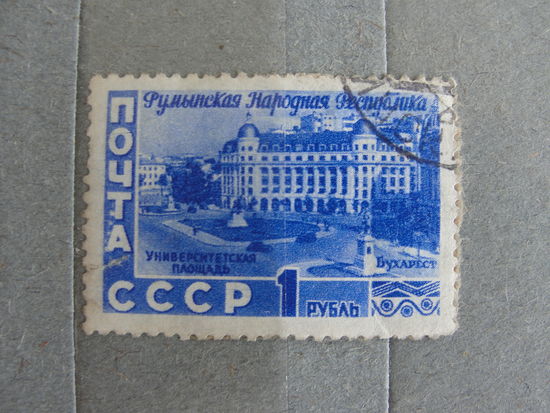 Румынская Народная Республика
ПОЧТА
УНИВЕРСИТЕТСКАЯ
ПЛОЩАДЬ
БУХАРЕСТ
СССР 1 РУБЛЬ